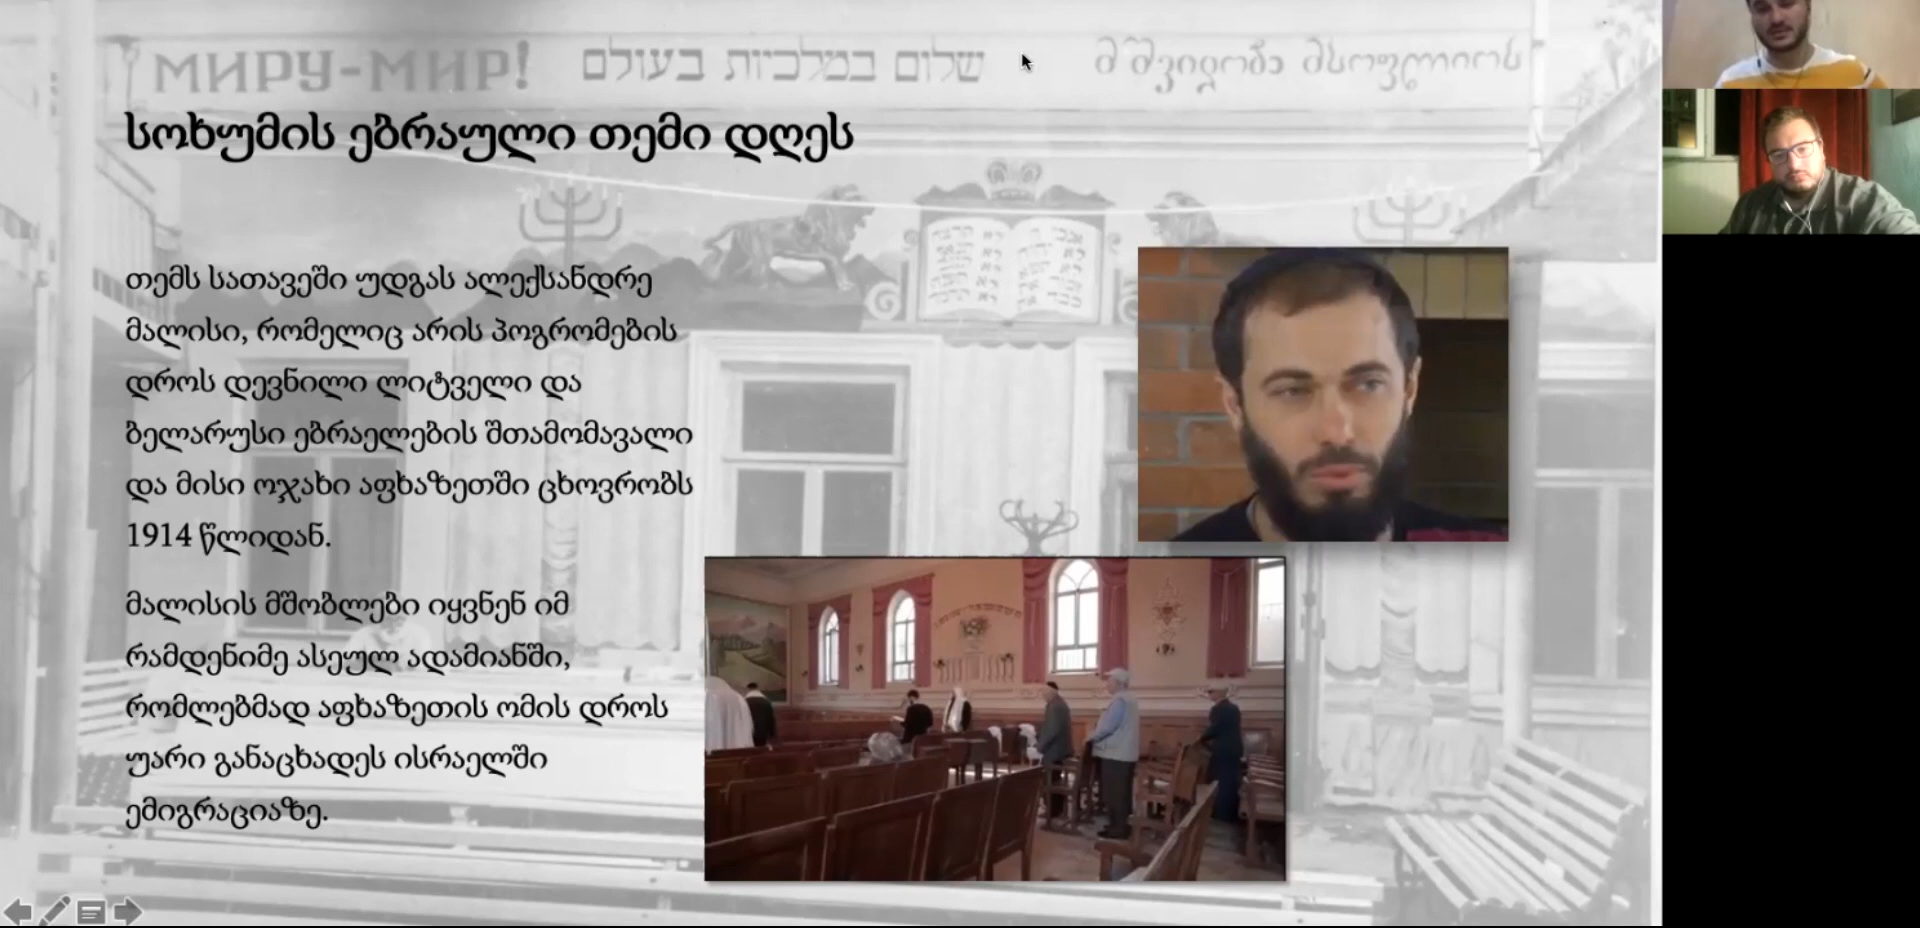 МИРУ-МИР! שלום במלכיות בעולם მშვიდობა მსოფლიოს
სოხუმის ებრაული თემი დღეს
თემს სათავეში უდგას ალექსანდრე
მალისი, რომელიც არის პოგრომების
დროს დევნილი ლიტველი და
ბელარუსი ებრაელების შთამომავალი
და მისი ოჯახი აფხაზეთში ცხოვრობს
1914 წლიდან.
მალისის მშობლები იყვნენ იმ
რამდენიმე ასეულ ადამიანში,
რომლებმად აფხაზეთის ომის დროს
უარი განაცხადეს ისრაელში
ემიგრაციაზე.